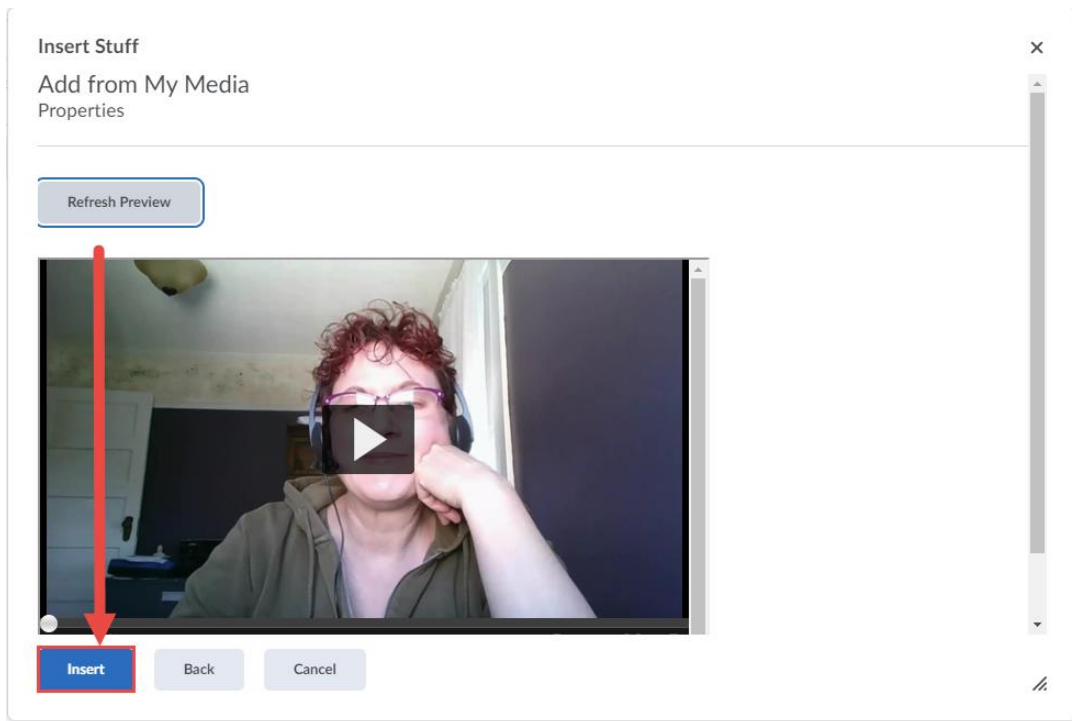 Insert Stuff
Add from My Media
Properties
Refresh Preview
Insert Back Cancel